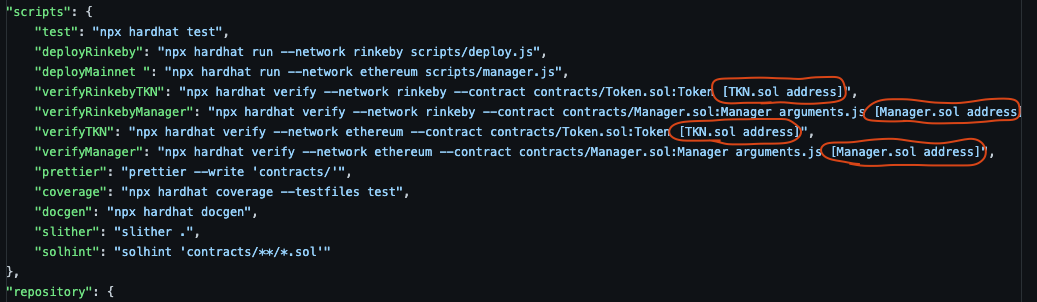 "scripts": {
"test": "npx hardhat test",
"deployRinkeby": "npx hardhat run --network rinkeby scripts/deploy.js",
"deployMainnet ": "npx hardhat run --network ethereum scripts/manager.js",
"verifyRinkebyTKN": "npx hardhat verify --network rinkeby --contract contracts/Token.sol:Token [TKN.sol address]",
"verifyRinkebyManager": "npx hardhat verify --network rinkeby --contract contracts/Manager.sol:Manager arguments.js [Manager.sol address]
"verifyTKN": "npx hardhat verify --network ethereum --contract contracts/Token.sol:Token [TKN.sol address]",
"verifyManager": "npx hardhat verify --network ethereum --contract contracts/Manager.sol:Manager arguments.js [Manager.sol address]",
"prettier": "prettier --write 'contracts/'",
"coverage": "npx hardhat coverage --testfiles test",
"docgen": "npx hardhat docgen",
"slither": "slither .",
"solhint": "solhint 'contracts/**/*.sol'"
},
"repository": {